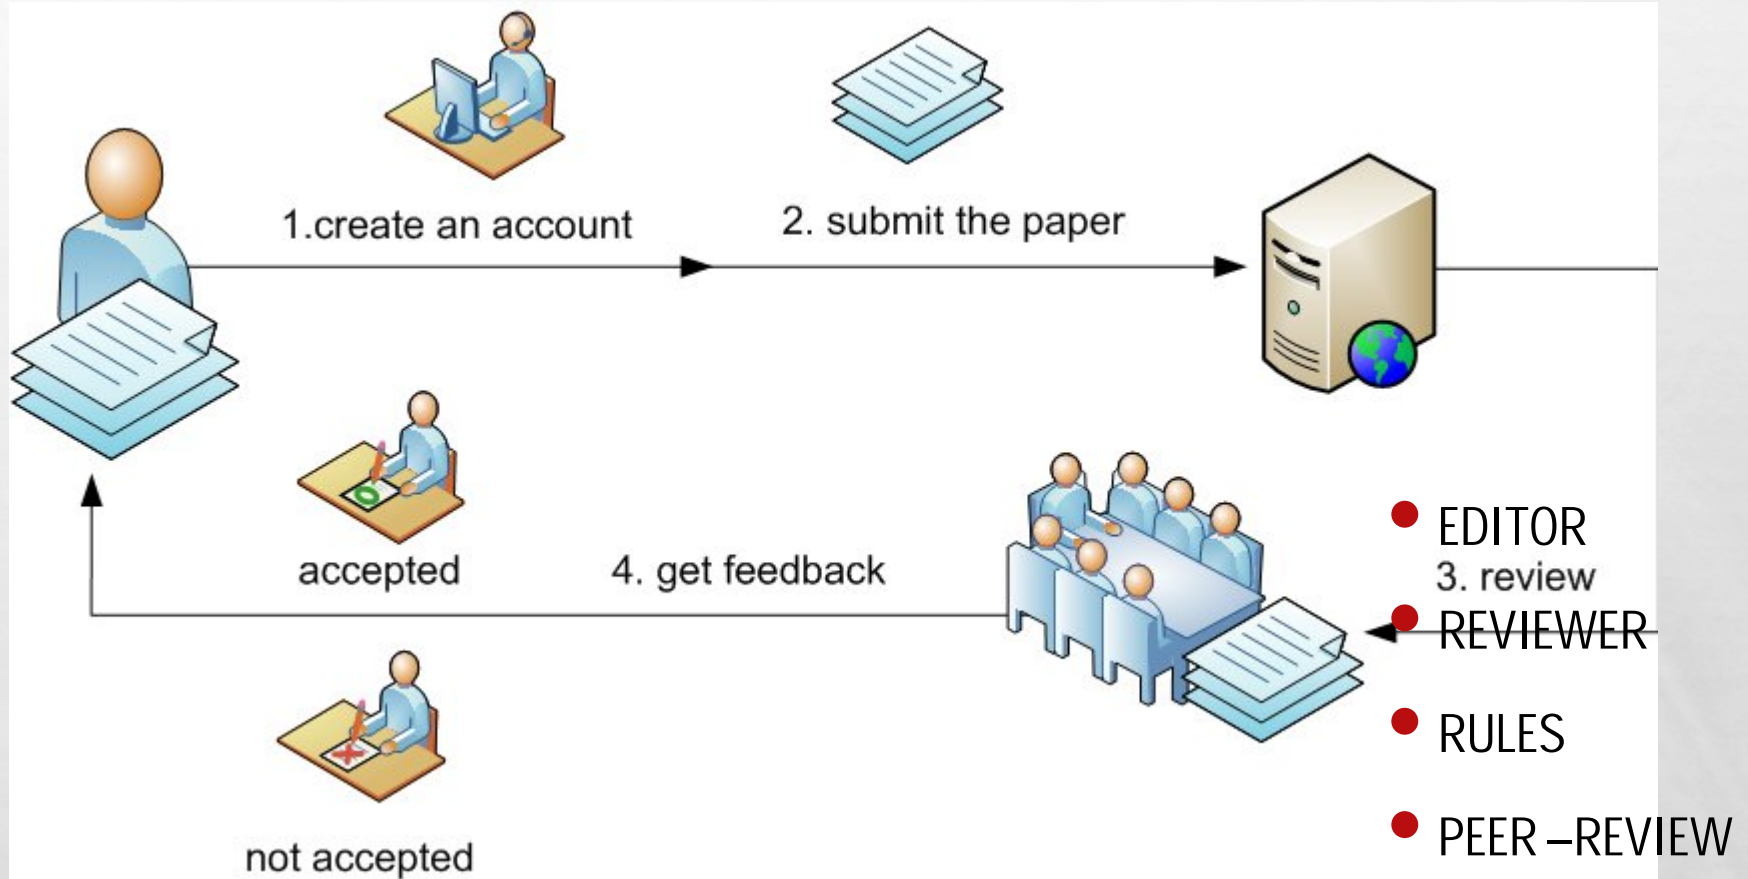 1.create an account
2. submit the paper
EDITOR
3. review
REVIEWER
accepted
4. get feedback
RULES
PEER –REVIEW
not accepted